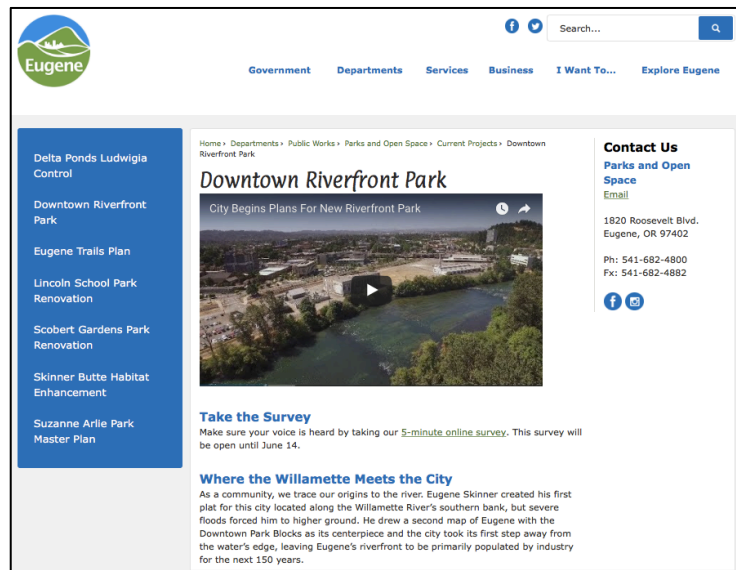 Eugene
Search...
Government Departments Services Business I Want To... Explore Eugene
Delta Ponds Ludwigia
Control
Downtown Riverfront
Park
Eugene Trails Plan
Lincoln School Park
Renovation
Scobert Gardens Park
Renovation
Skinner Butte Habitat
Enhancement
Suzanne Arlie Park
Master Plan
Home › Departments › Public Works › Parks and Open Space › Current Projects › Downtown
Riverfront Park
Downtown Riverfront Park
City Begins Plans For New Riverfront Park
Take the Survey
Make sure your voice is heard by taking our 5-minute online survey. This survey will
be open until June 14.
Where the Willamette Meets the City
As a community, we trace our origins to the river. Eugene Skinner created his first
plat for this city located along the Willamette River's southern bank, but severe
floods forced him to higher ground. He drew a second map of Eugene with the
Downtown Park Blocks as its centerpiece and the city took its first step away from
the water's edge, leaving Eugene's riverfront to be primarily populated by industry
for the next 150 years.
Contact Us
Parks and Open
Space
Email
1820 Roosevelt Blvd.
Eugene, OR 97402
Ph: 541-682-4800
Fx: 541-682-4882